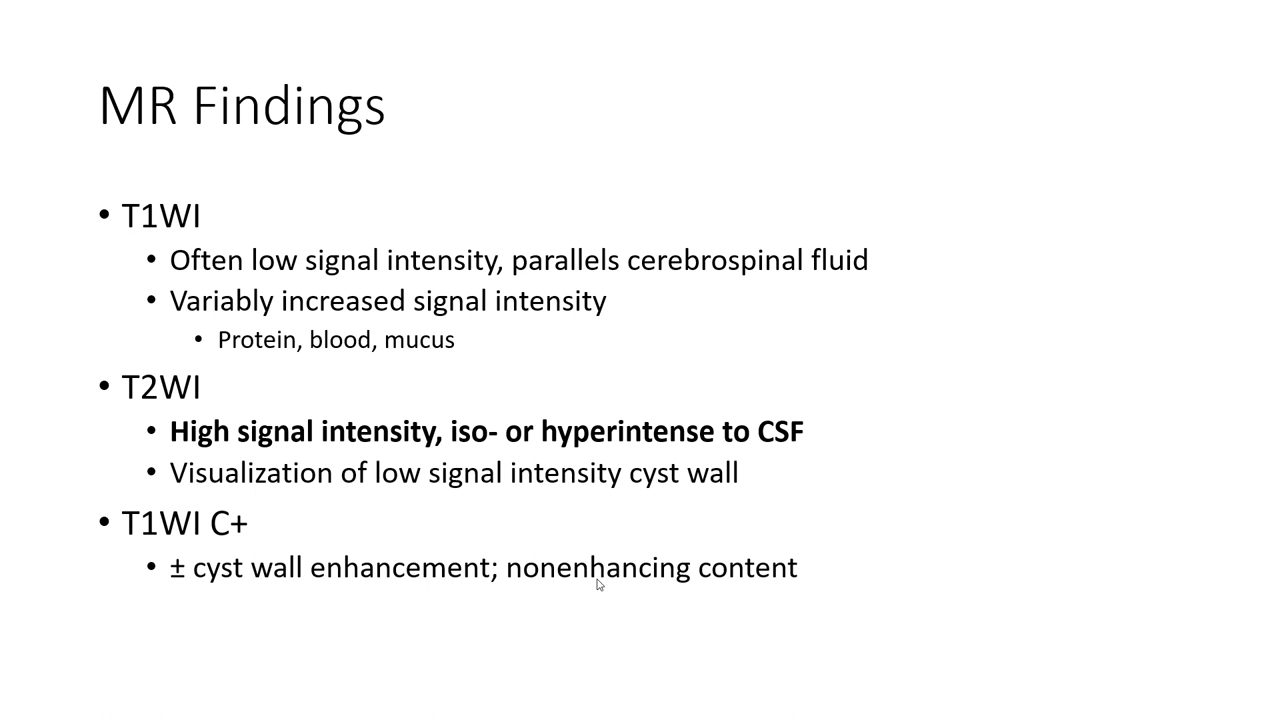 MR Findings
• T1WI
• Often low signal intensity, parallels cerebrospinal fluid
• Variably increased signal intensity
• Protein, blood, mucus
• T2WI
• High signal intensity, iso- or hyperintense to CSF
• Visualization of low signal intensity cyst wall
• T1WI C+
• ± cyst wall enhancement; nonenhancing content